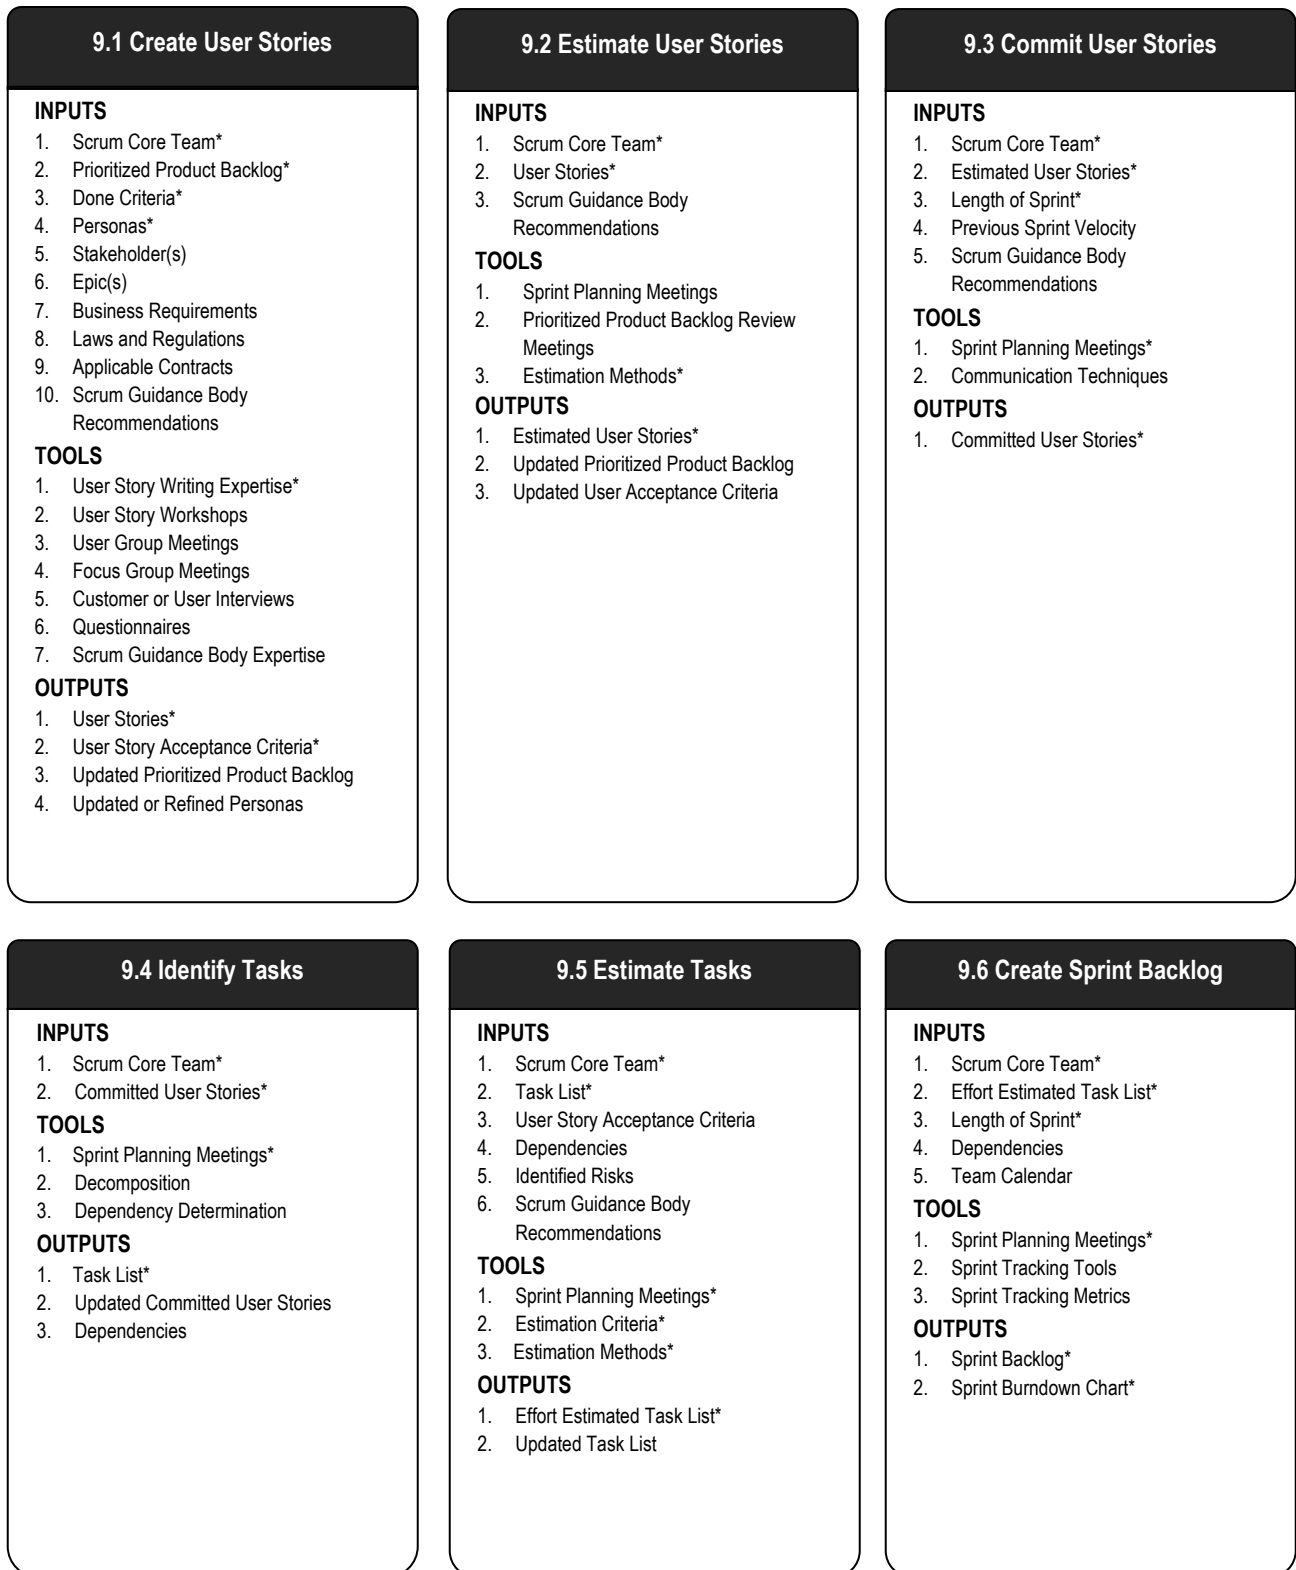 9.1 Create User Stories
INPUTS
1. Scrum Core Team*
2. Prioritized Product Backlog*
3. Done Criteria*
4. Personas*
5. Stakeholder(s)
6. Epic(s)
7. Business Requirements
8. Laws and Regulations
9. Applicable Contracts
10. Scrum Guidance Body
Recommendations
TOOLS
1. User Story Writing Expertise*
2. User Story Workshops
3. User Group Meetings
4. Focus Group Meetings
5. Customer or User Interviews
6. Questionnaires
7. Scrum Guidance Body Expertise
OUTPUTS
1. User Stories*
2. User Story Acceptance Criteria*
3. Updated Prioritized Product Backlog
4. Updated or Refined Personas
9.2 Estimate User Stories
INPUTS
1. Scrum Core Team*
2. User Stories*
3. Scrum Guidance Body
Recommendations
TOOLS
1. Sprint Planning Meetings
2. Prioritized Product Backlog Review
Meetings
3. Estimation Methods*
OUTPUTS
1. Estimated User Stories*
2. Updated Prioritized Product Backlog
3. Updated User Acceptance Criteria
9.3 Commit User Stories
INPUTS
1. Scrum Core Team*
2. Estimated User Stories*
3. Length of Sprint*
4. Previous Sprint Velocity
5. Scrum Guidance Body
Recommendations
TOOLS
1. Sprint Planning Meetings*
2. Communication Techniques
OUTPUTS
1. Committed User Stories*
9.4 Identify Tasks
INPUTS
1. Scrum Core Team*
2. Committed User Stories*
TOOLS
1. Sprint Planning Meetings*
2. Decomposition
3. Dependency Determination
OUTPUTS
1. Task List*
2. Updated Committed User Stories
3. Dependencies
9.5 Estimate Tasks
INPUTS
1. Scrum Core Team*
2. Task List*
3. User Story Acceptance Criteria
4. Dependencies
5. Identified Risks
6. Scrum Guidance Body
Recommendations
TOOLS
1. Sprint Planning Meetings*
2. Estimation Criteria*
3. Estimation Methods*
OUTPUTS
1. Effort Estimated Task List*
2. Updated Task List
9.6 Create Sprint Backlog
INPUTS
1. Scrum Core Team*
2. Effort Estimated Task List*
3. Length of Sprint*
4. Dependencies
5. Team Calendar
TOOLS
1. Sprint Planning Meetings*
2. Sprint Tracking Tools
3. Sprint Tracking Metrics
OUTPUTS
1. Sprint Backlog*
2. Sprint Burndown Chart*